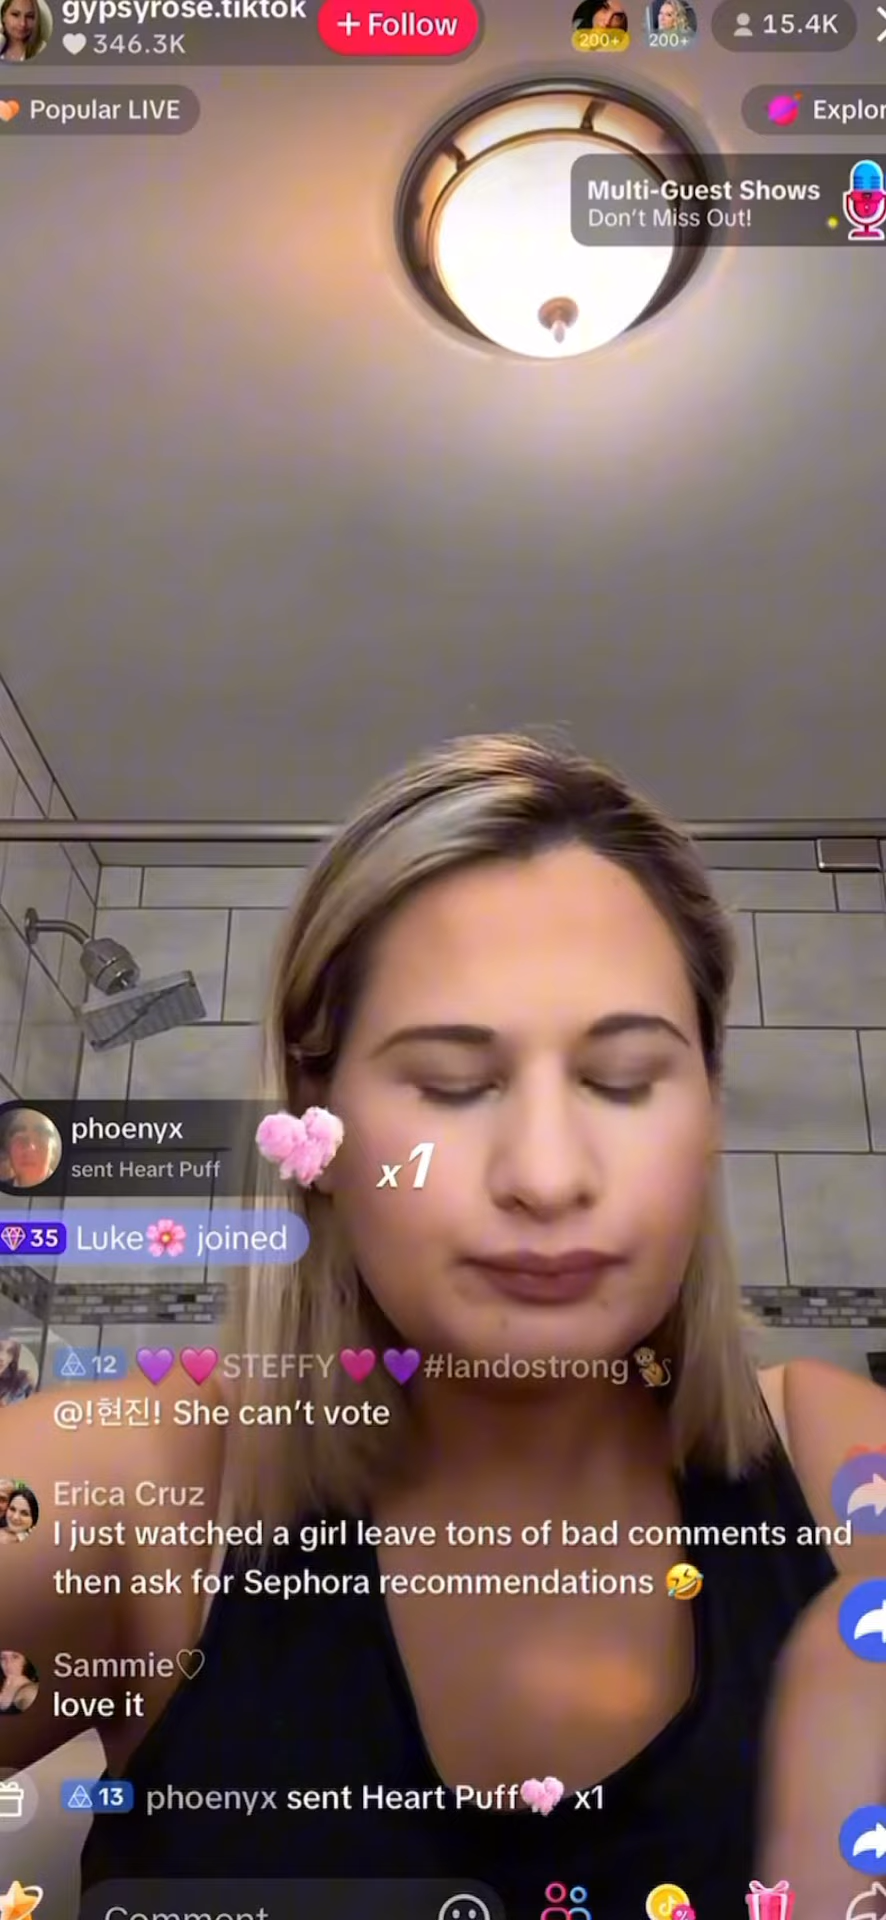 gypsyrose.tiktok
346.3K
+ Follow
200+
200+
15.4K
Popular LIVE
Explor
Multi-Guest Shows
Don't Miss Out!
phoenyx
sent Heart Puff
x1
35 Luke🌸 joined
12 💜💗STEFFY💗💜#landostrong🐒
@!현진! She can't vote
Erica Cruz
I just watched a girl leave tons of bad comments and
then ask for Sephora recommendations 🤣
Sammie♡
love it
13 phoenyx sent Heart Puff x1
Comment